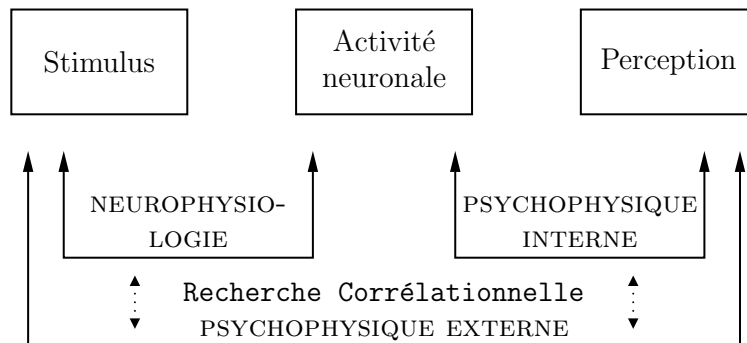 Stimulus
Activité
neuronale
Perception
NEUROPHYSIO-
LOGIE
PSYCHOPHYSIQUE
INTERNE
Recherche Corrélationnelle
PSYCHOPHYSIQUE EXTERNE